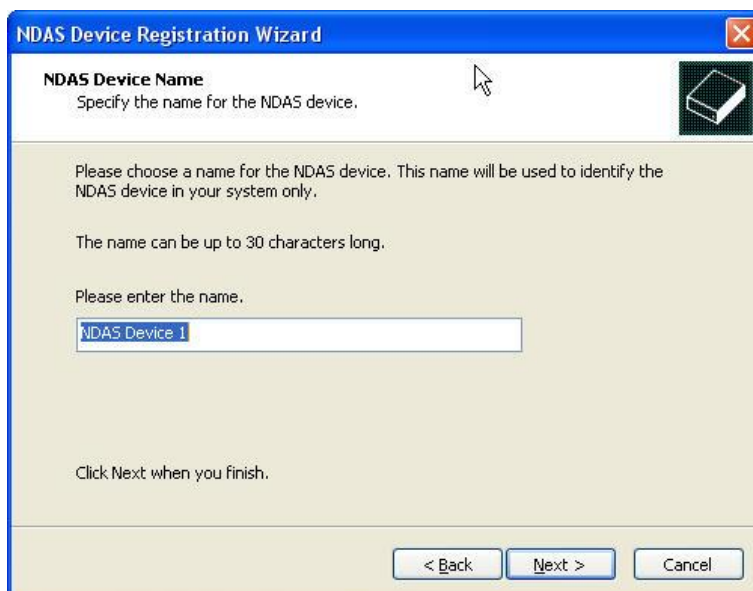 NDAS Device Registration Wizard
NDAS Device Name
Specify the name for the NDAS device.
Please choose a name for the NDAS device. This name will be used to identify the
NDAS device in your system only.
The name can be up to 30 characters long.
Please enter the name.
NDAS Device 1
Click Next when you finish.
< Back
Next >
Cancel